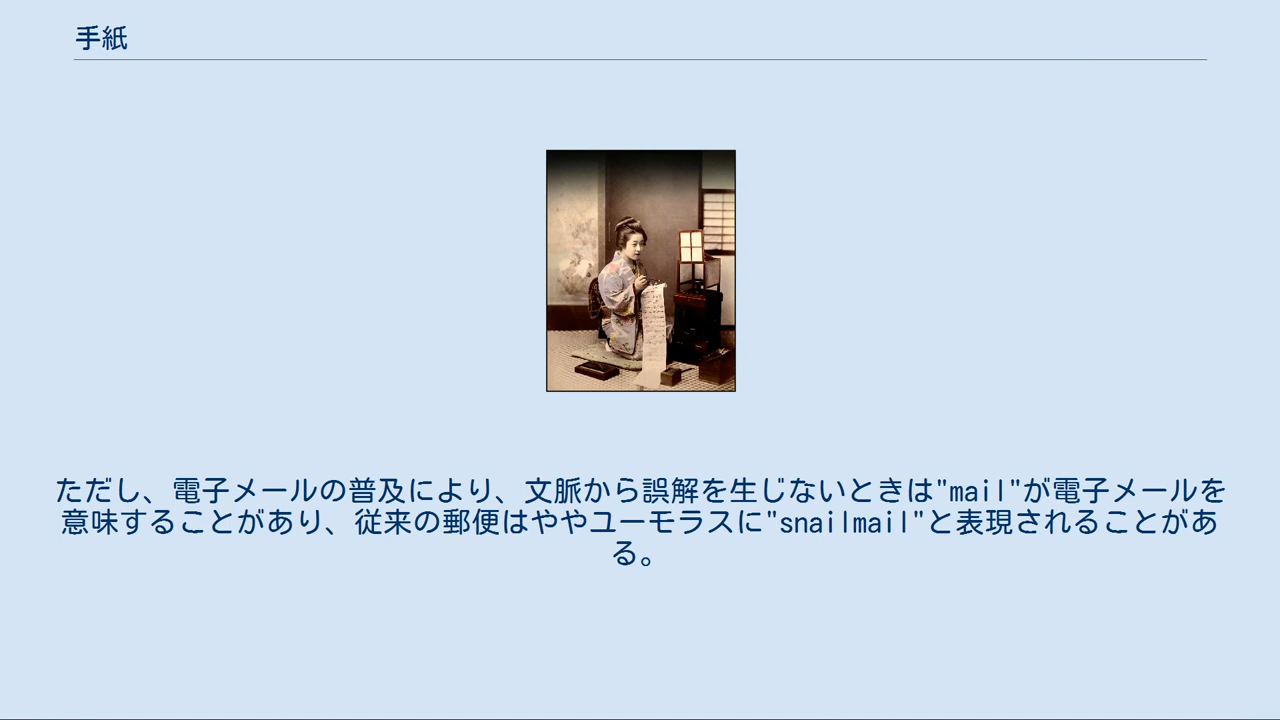 手紙
ただし、電子メールの普及により、文脈から誤解を生じないときは"mail"が電子メールを
意味することがあり、従来の郵便はややユーモラスに"snailmail"と表現されることがあ
る。